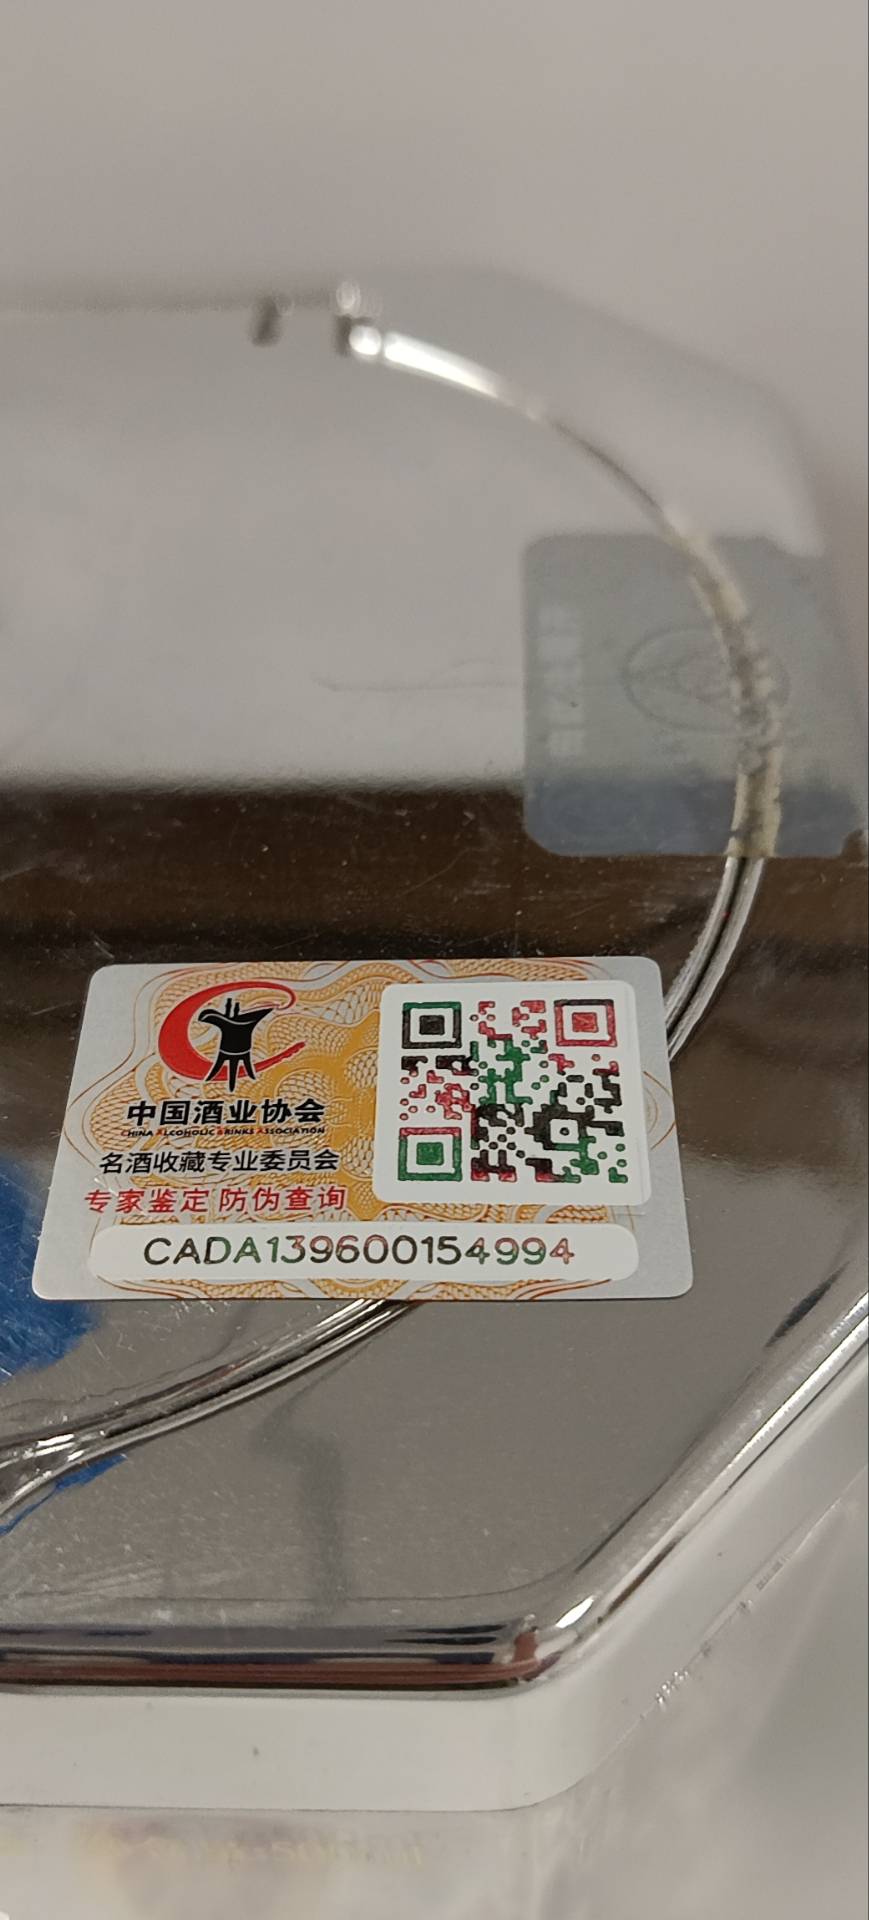 中国酒业协会
CHINA ALCOHOLIC DRINKS ASSOCIATION
名酒收藏专业委员会
专家鉴定 防伪查询
CADA139600154994